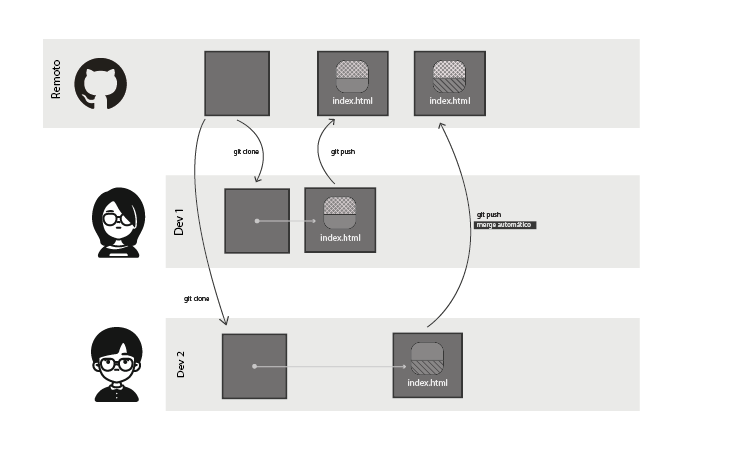 Remoto
index.html
index.html
git clone
git push
Dev 1
index.html
git push
merge automático
git clone
Dev 2
index.html